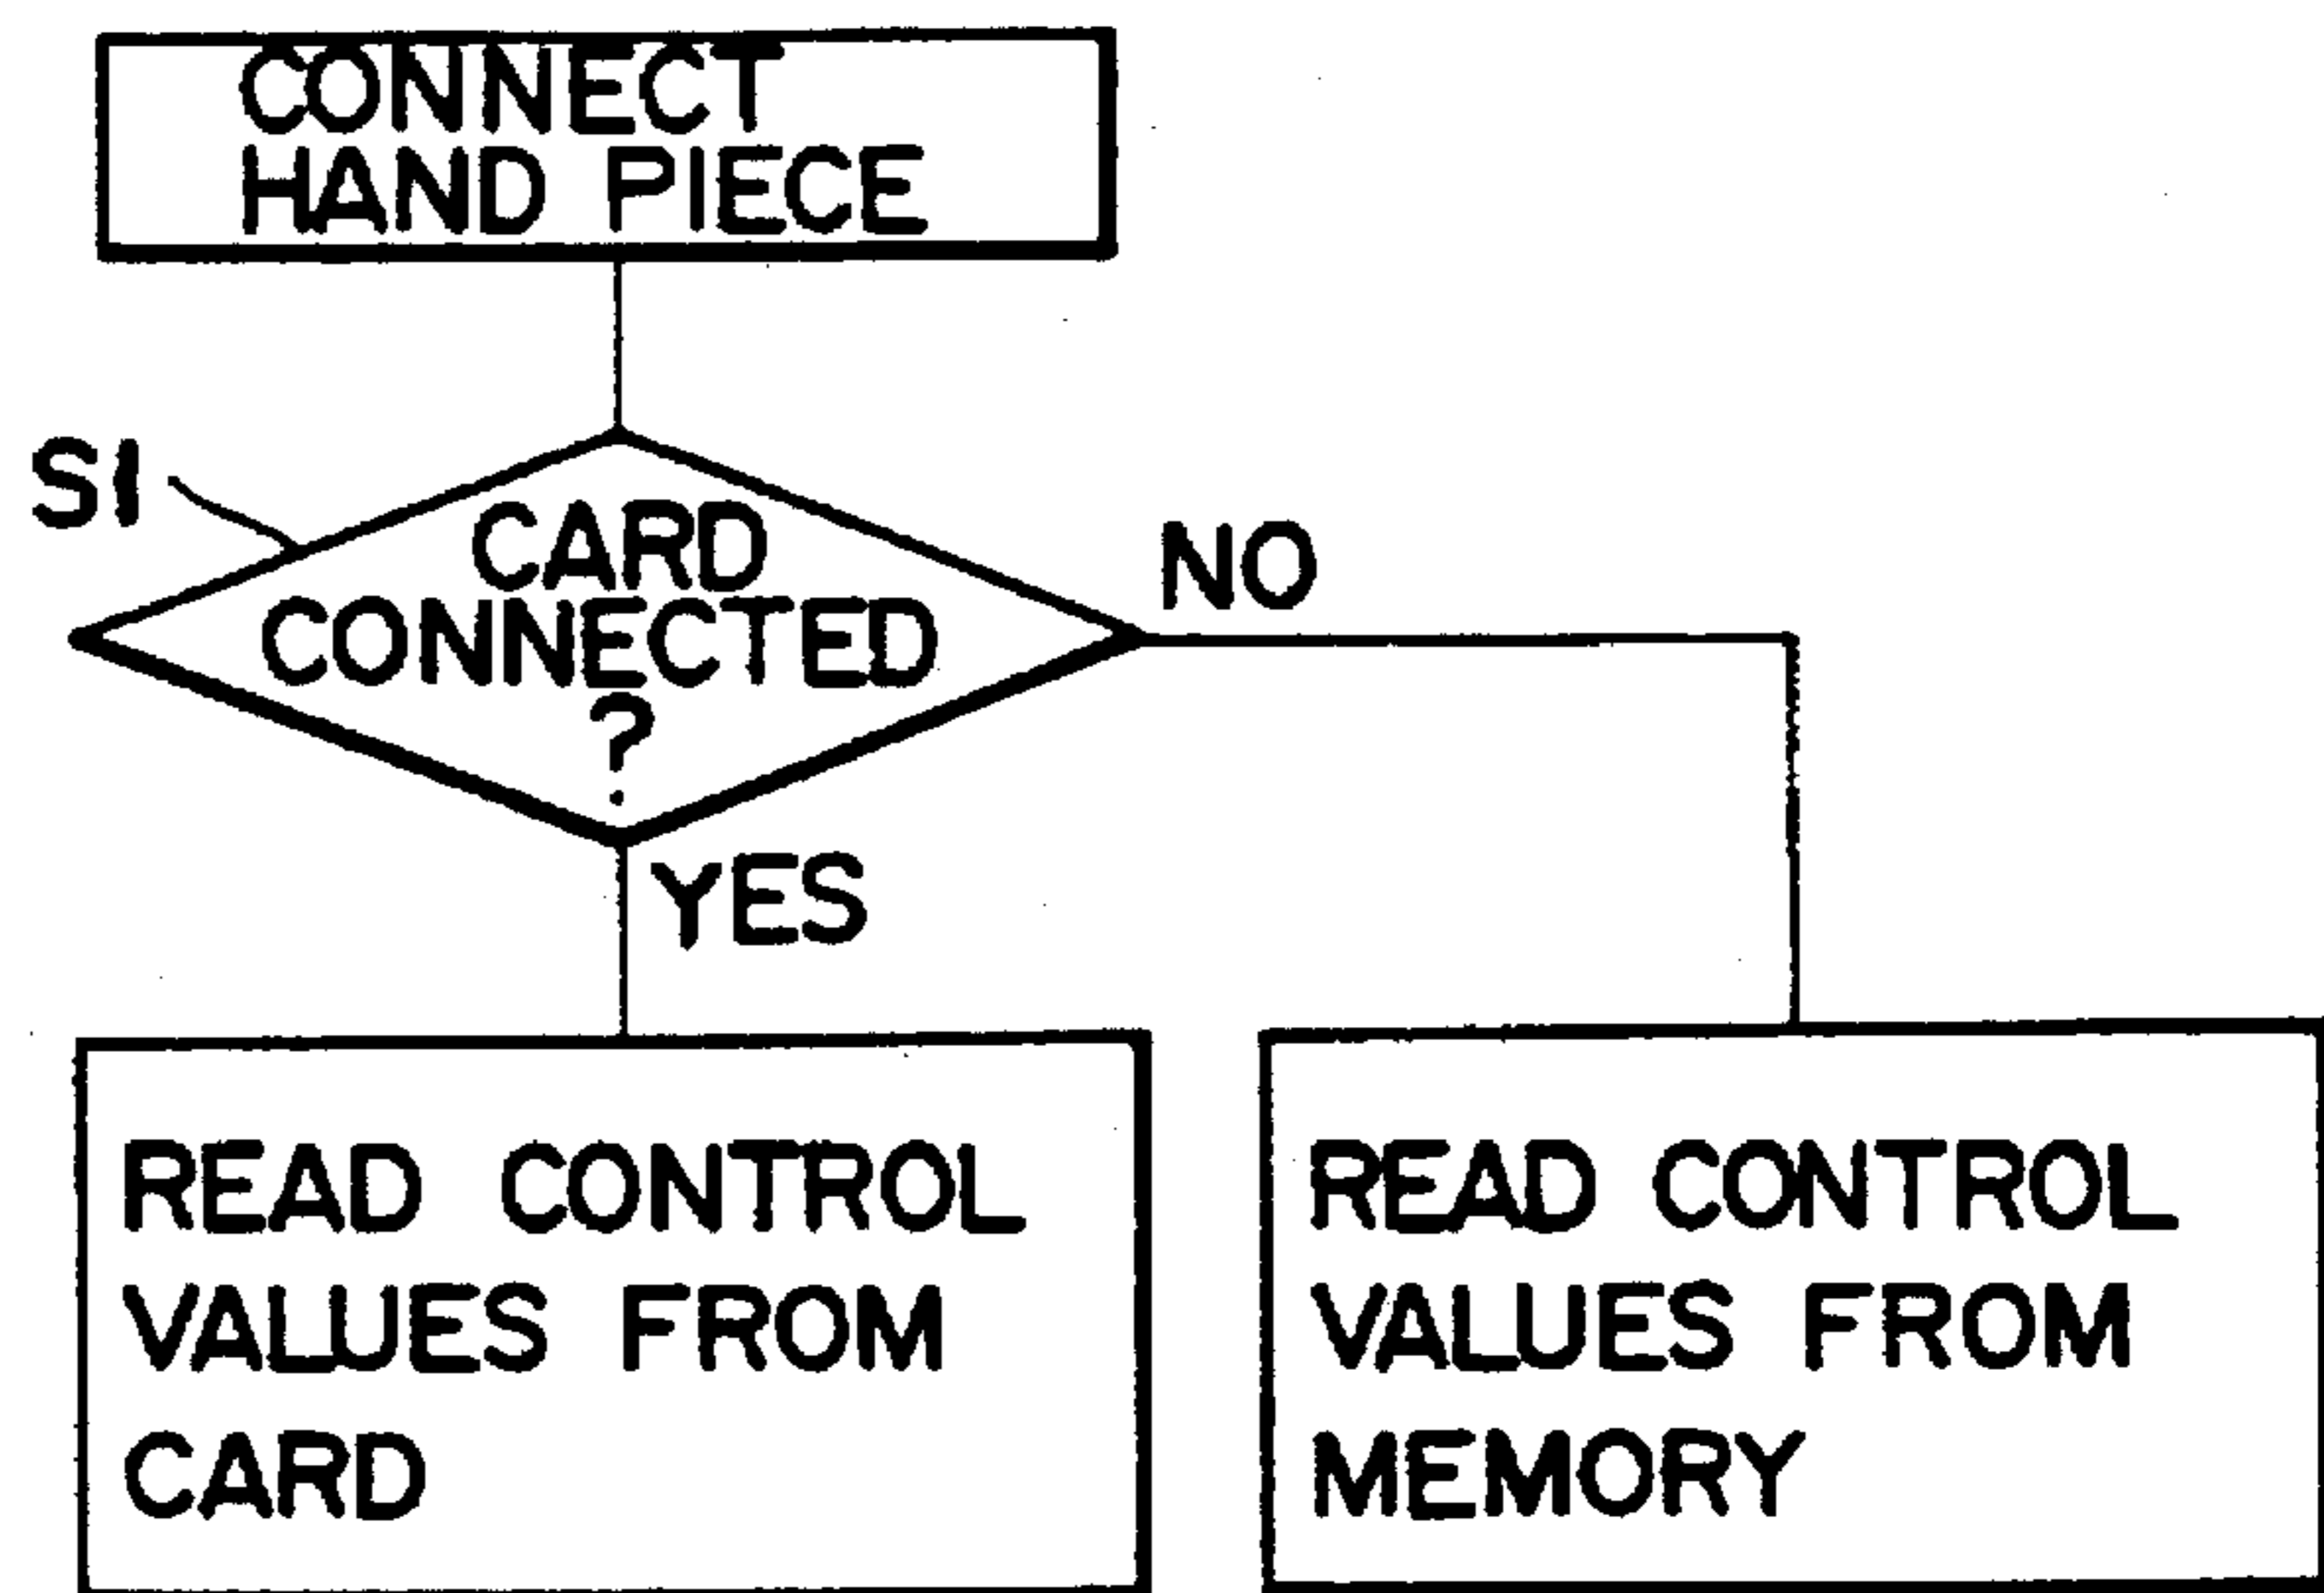 CONNECT
HAND PIECE
S1
CARD
CONNECTED
?
NO
YES
READ CONTROL
VALUES FROM
CARD
READ CONTROL
VALUES FROM
MEMORY